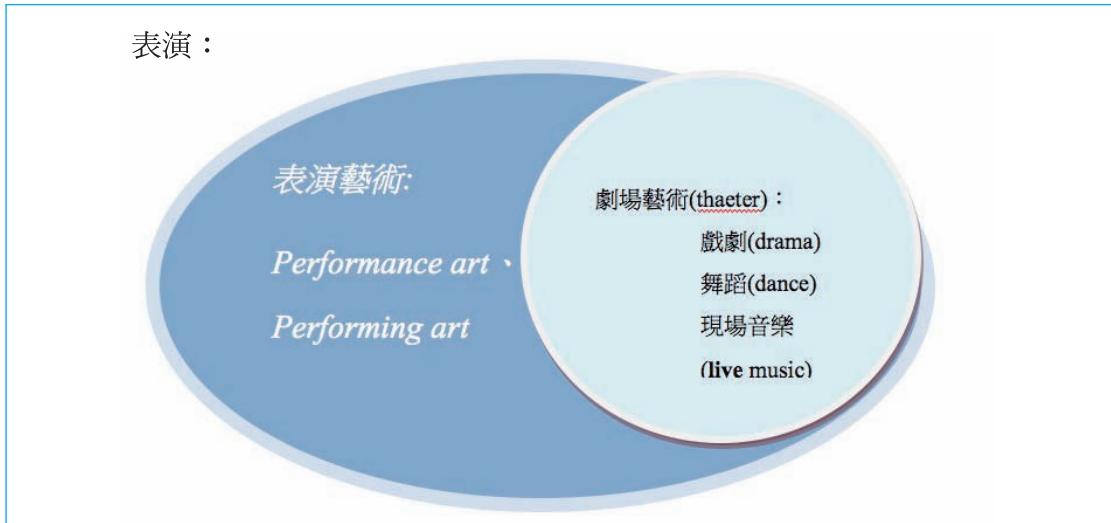 表演：
表演藝術:
Performance art、
Performing art
劇場藝術(thaeter)：
戲劇(drama)
舞蹈(dance)
現場音樂
(live music)